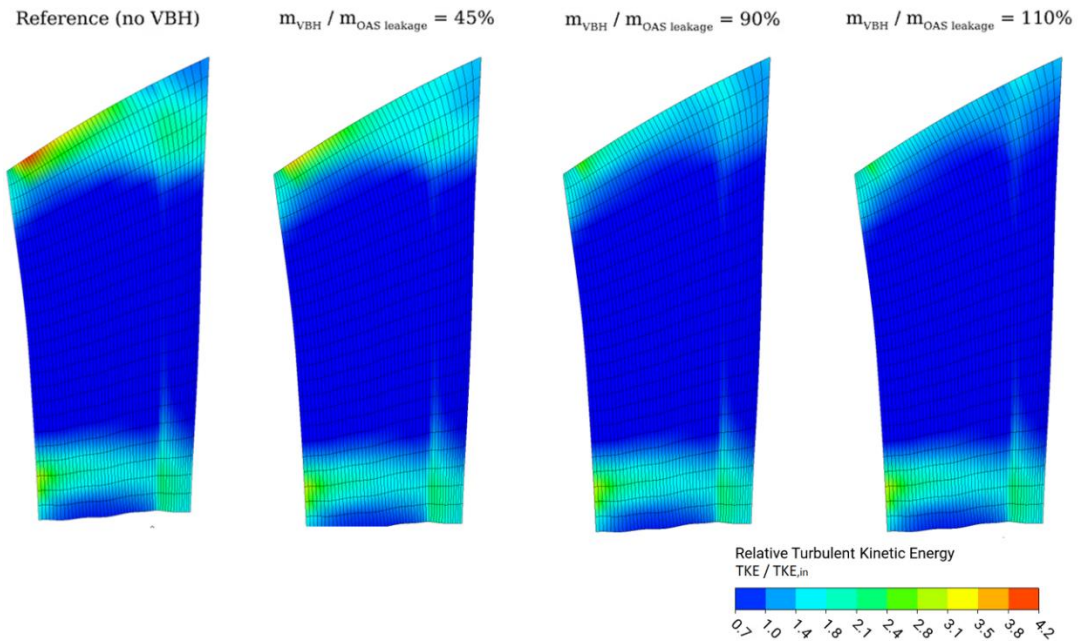 Reference (no VBH)
m_VBH / m_OAS leakage = 45%
m_VBH / m_OAS leakage = 90%
m_VBH / m_OAS leakage = 110%
Relative Turbulent Kinetic Energy
TKE / TKE,in
0.7 1.0 1.4 1.8 2.1 2.4 2.8 3.1 3.5 3.8 4.2